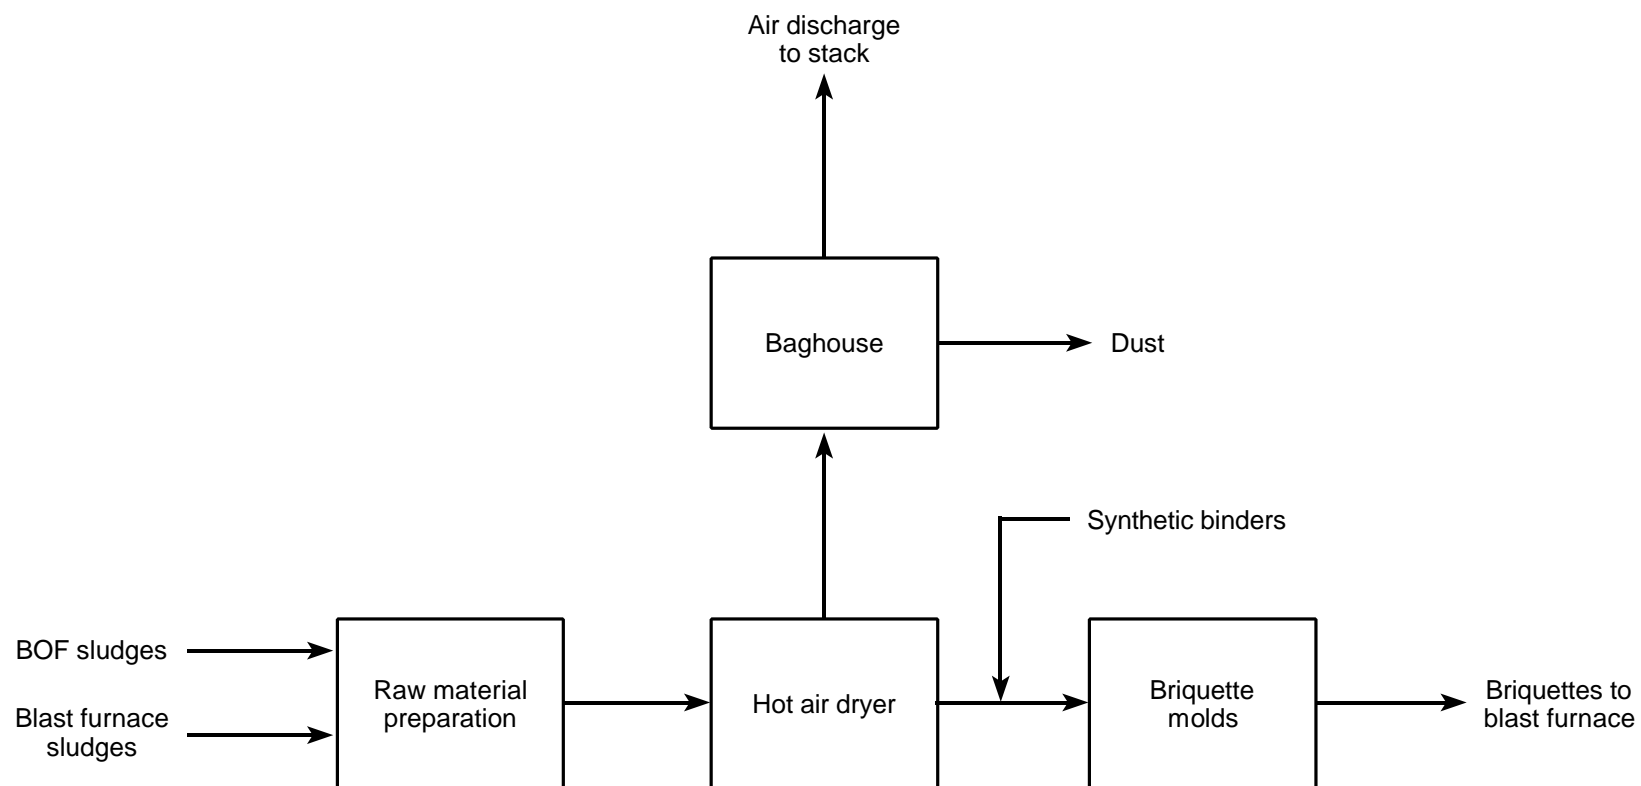 Air discharge
to stack
Baghouse
Dust
Synthetic binders
BOF sludges
Blast furnace
sludges
Raw material
preparation
Hot air dryer
Briquette
molds
Briquettes to
blast furnace